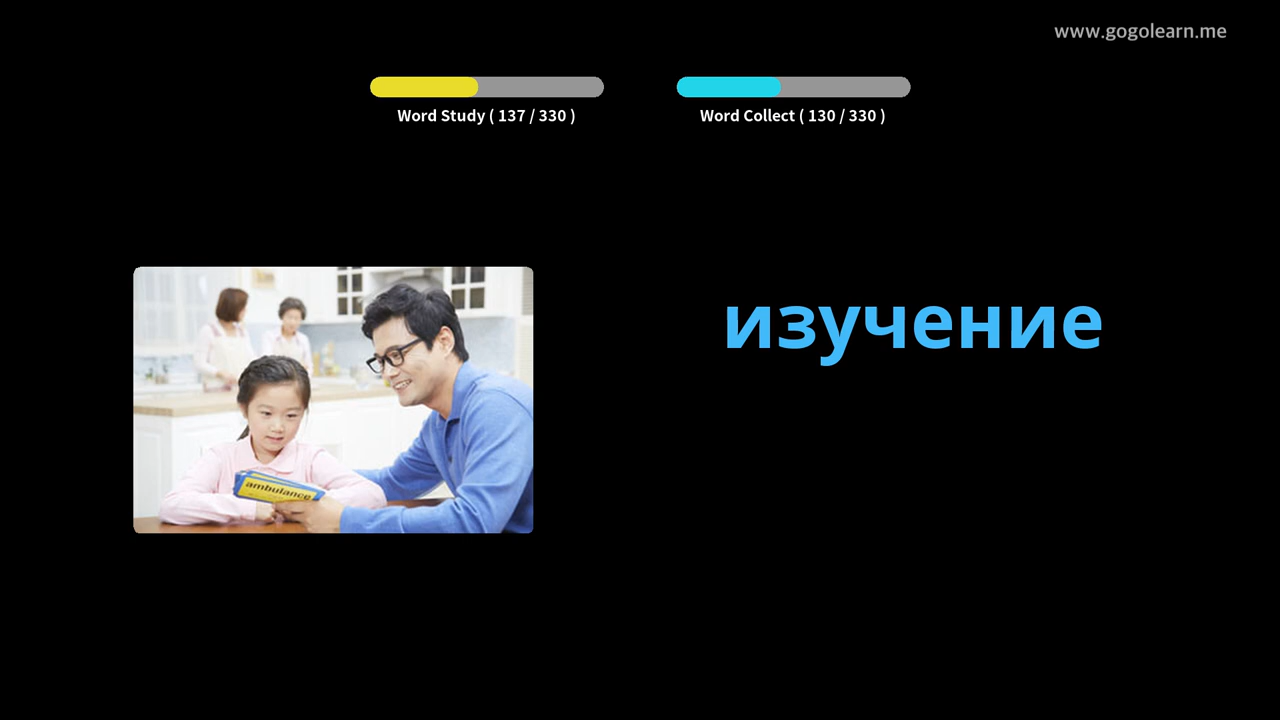 www.gogolearn.me
Word Study ( 137 / 330 )
Word Collect ( 130 / 330 )
изучение
ambulance